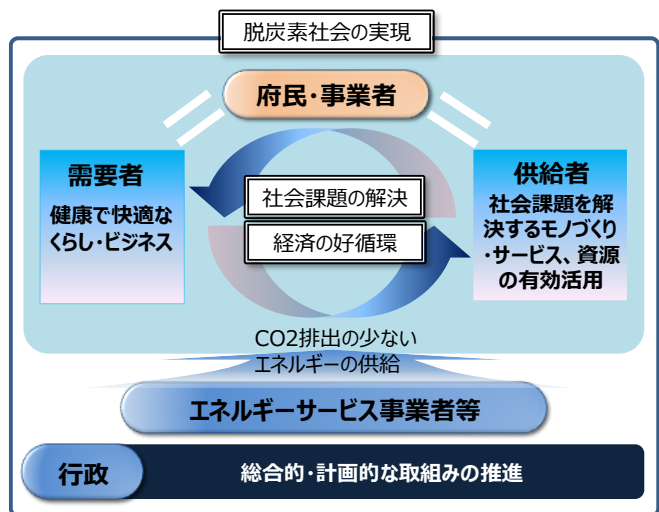 脱炭素社会の実現
府民・事業者
需要者
健康で快適な
くらし・ビジネス
社会課題の解決
経済の好循環
供給者
社会課題を解
決するモノづくり
・サービス、資源
の有効活用
CO2排出の少ない
エネルギーの供給
エネルギーサービス事業者等
行政
総合的・計画的な取組みの推進